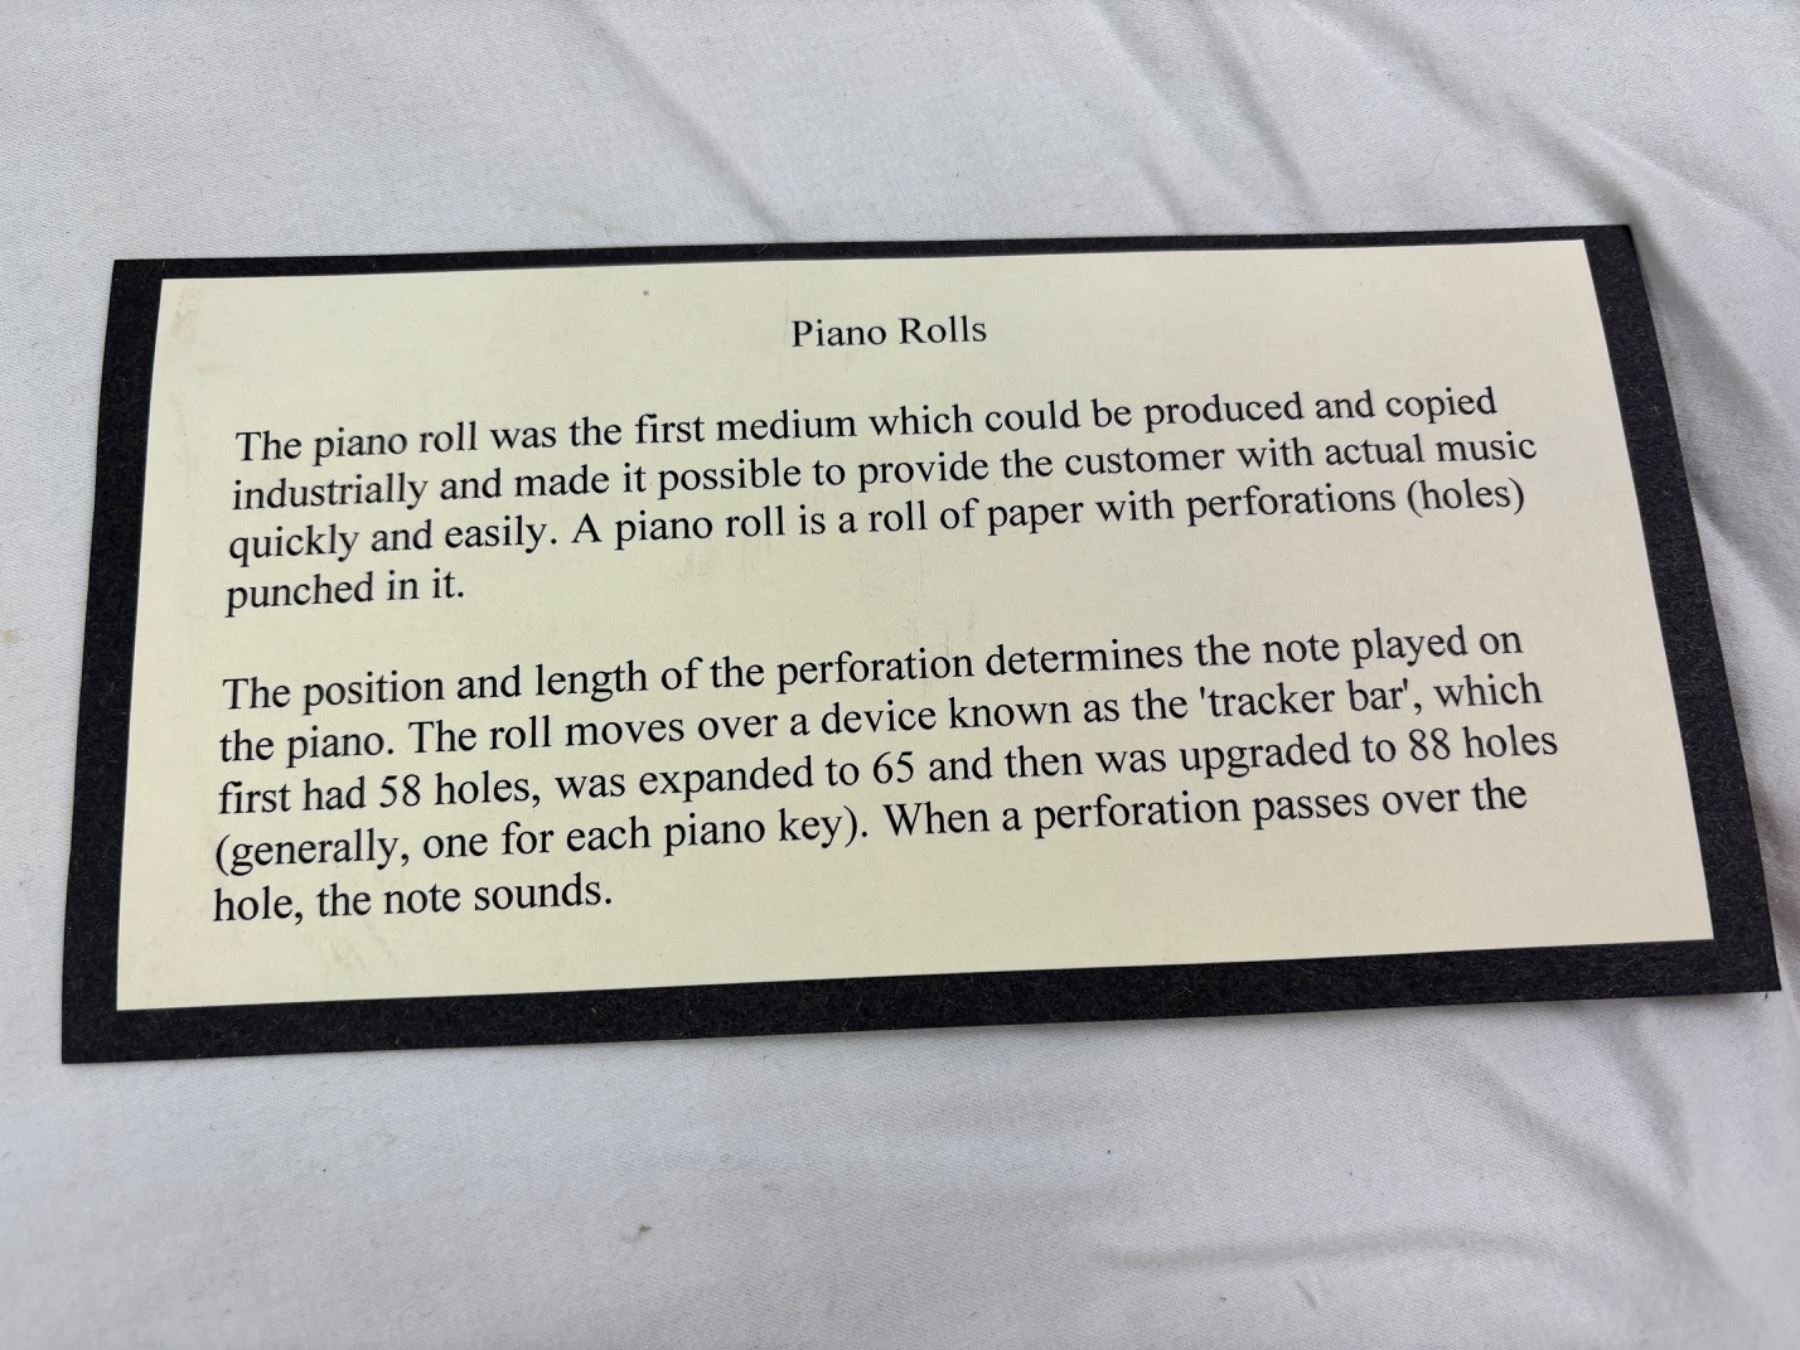 Piano Rolls
The piano roll was the first medium which could be produced and copied
industrially and made it possible to provide the customer with actual music
quickly and easily. A piano roll is a roll of paper with perforations (holes)
punched in it.
The position and length of the perforation determines the note played on
the piano. The roll moves over a device known as the 'tracker bar', which
first had 58 holes, was expanded to 65 and then was upgraded to 88 holes
(generally, one for each piano key). When a perforation passes over the
hole, the note sounds.